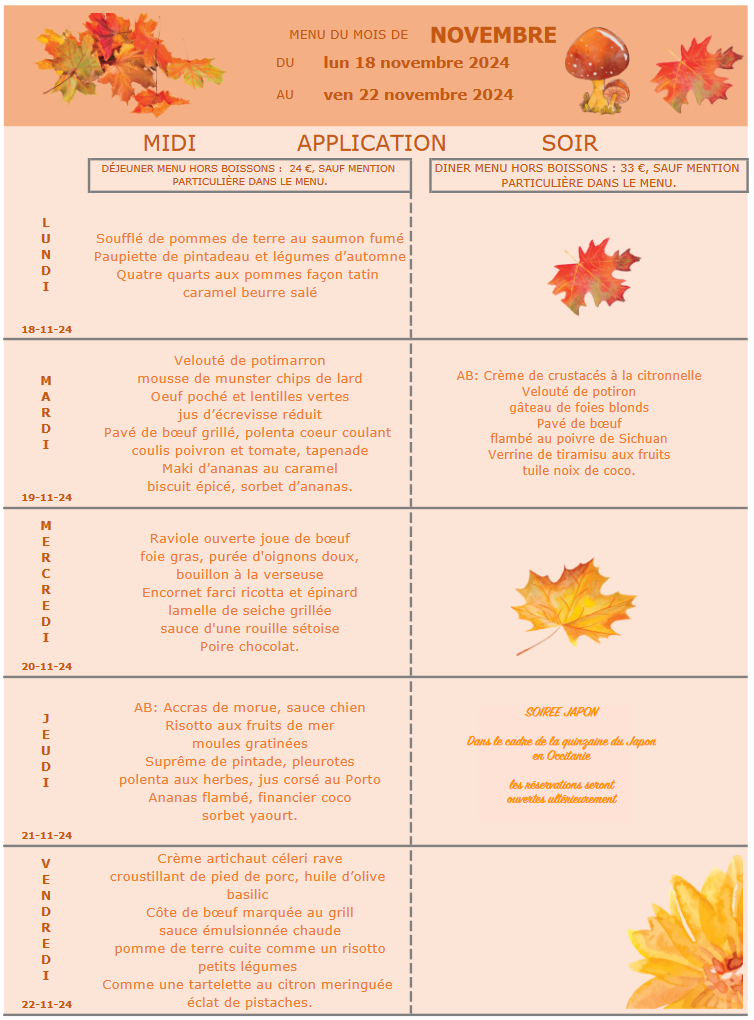 MENU DU MOIS DE NOVEMBRE
DU lun 18 novembre 2024
AU ven 22 novembre 2024
MIDI APPLICATION SOIR
DÉJEUNER MENU HORS BOISSONS : 24 €, SAUF MENTION
PARTICULIÈRE DANS LE MENU.
DINER MENU HORS BOISSONS : 33 €, SAUF MENTION
PARTICULIÈRE DANS LE MENU.
LUNDI
18-11-24
Soufflé de pommes de terre au saumon fumé
Paupiette de pintadeau et légumes d’automne
Quatre quarts aux pommes façon tatin
caramel beurre salé
MARDI
19-11-24
Velouté de potimarron
mousse de munster chips de lard
Oeuf poché et lentilles vertes
jus d’écrevisse réduit
Pavé de bœuf grillé, polenta coeur coulant
coulis poivron et tomate, tapenade
Maki d’ananas au caramel
biscuit épicé, sorbet d’ananas.
AB: Crème de crustacés à la citronnelle
Velouté de potiron
gâteau de foies blonds
Pavé de bœuf
flambé au poivre de Sichuan
Verrine de tiramisu aux fruits
tuile noix de coco.
MERCREDI
20-11-24
Raviole ouverte joue de bœuf
foie gras, purée d'oignons doux,
bouillon à la verseuse
Encornet farci ricotta et épinard
lamelle de seiche grillée
sauce d'une rouille sétoise
Poire chocolat.
JEUDI
21-11-24
AB: Accras de morue, sauce chien
Risotto aux fruits de mer
moules gratinées
Suprême de pintade, pleurotes
polenta aux herbes, jus corsé au Porto
Ananas flambé, financier coco
sorbet yaourt.
SOIREE JAPON
Dans le cadre de la quinzaine du Japon
en Occitanie
les réservations seront
ouvertes ultérieurement
VENDREDI
22-11-24
Crème artichaut céleri rave
croustillant de pied de porc, huile d’olive
basilic
Côte de bœuf marquée au grill
sauce émulsionnée chaude
pomme de terre cuite comme un risotto
petits légumes
Comme une tartelette au citron meringuée
éclat de pistaches.